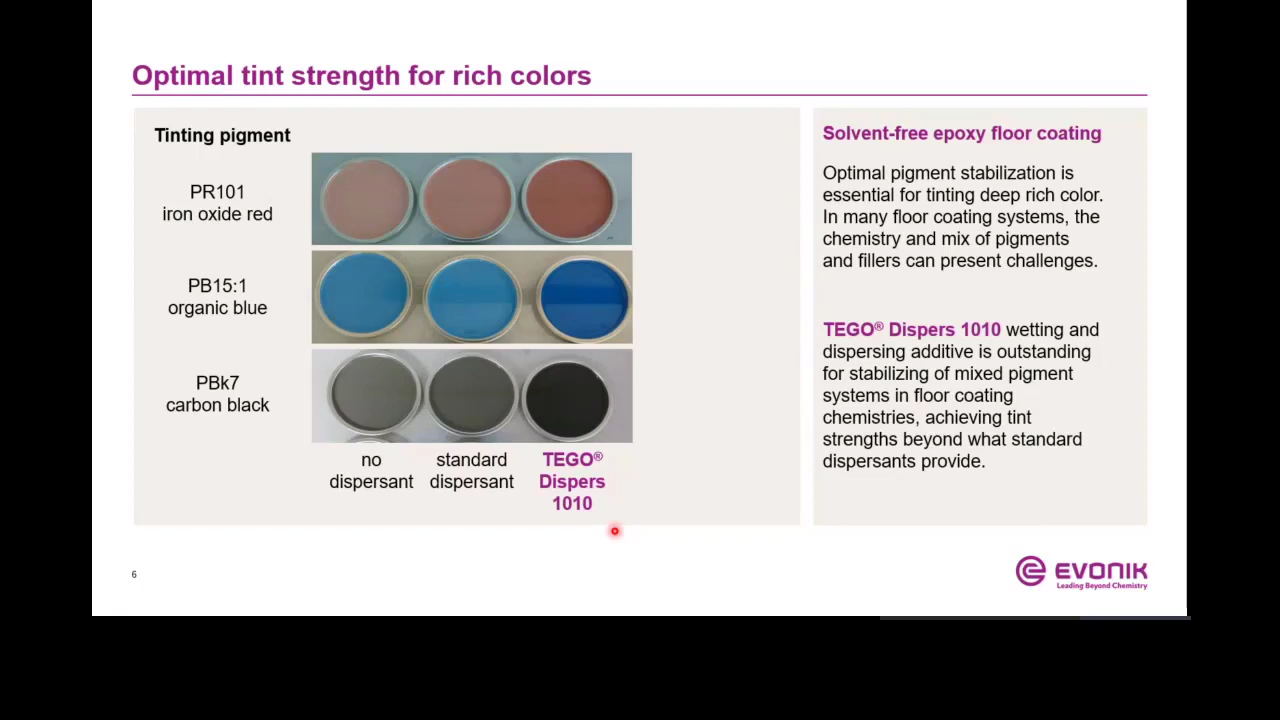 Optimal tint strength for rich colors
Tinting pigment
PR101
iron oxide red
PB15:1
organic blue
PBk7
carbon black
no
dispersant
standard
dispersant
TEGO®
Dispers
1010
Solvent-free epoxy floor coating
Optimal pigment stabilization is
essential for tinting deep rich color.
In many floor coating systems, the
chemistry and mix of pigments
and fillers can present challenges.
TEGO® Dispers 1010 wetting and
dispersing additive is outstanding
for stabilizing of mixed pigment
systems in floor coating
chemistries, achieving tint
strengths beyond what standard
dispersants provide.
6
EVONIK
Leading Beyond Chemistry